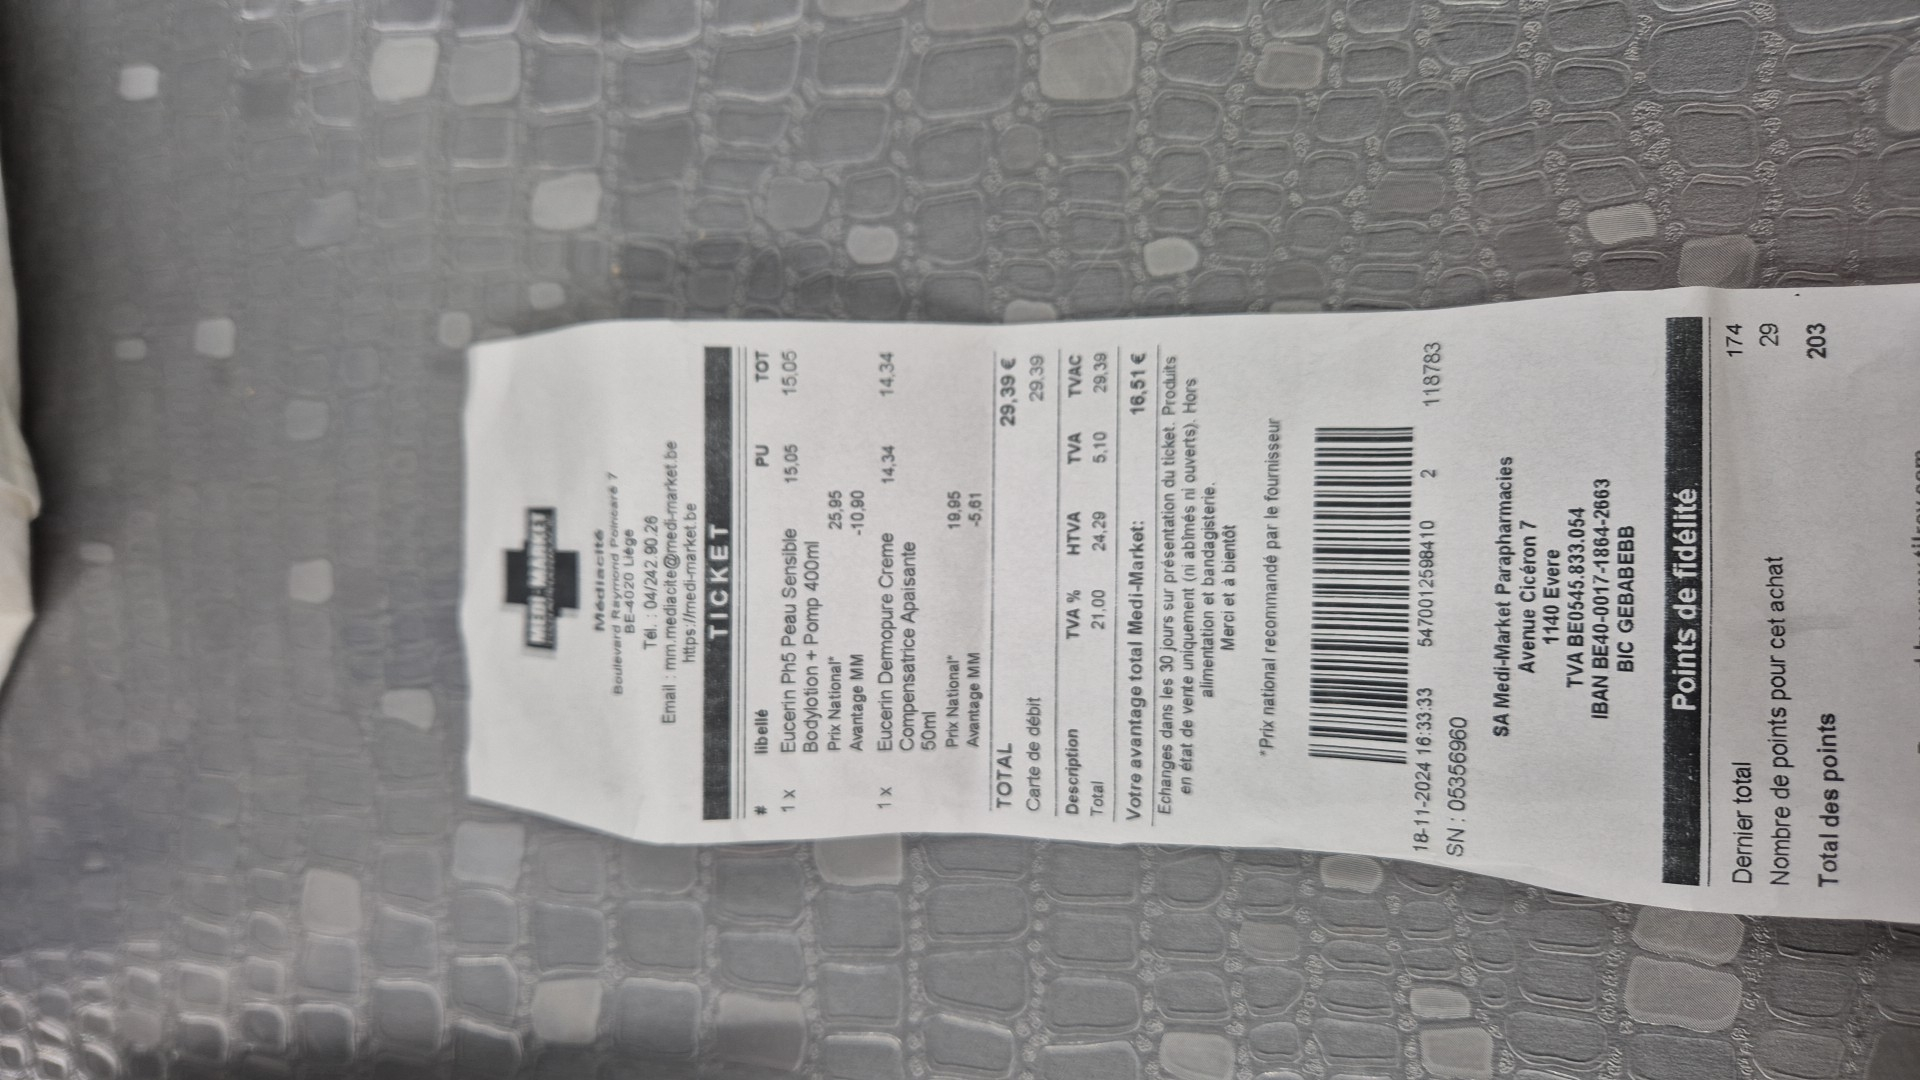 MEDI-MARKET
Médiacité
Boulevard Raymond Poincaré 7
BE-4020 Liège
Tél. : 04/242.90.26
Email : mm.mediacite@medi-market.be
https://medi-market.be
TICKET
# libellé PU TOT
1 x Eucerin Ph5 Peau Sensible 15,05 15,05
Bodylotion + Pomp 400ml
Prix National* 25,95
Avantage MM -10,90
1 x Eucerin Dermopure Creme 14,34 14,34
Compensatrice Apaisante
50ml
Prix National* 19,95
Avantage MM -5,61
TOTAL 29,39 €
Carte de débit 29,39
Description TVA % HTVA TVA TVAC
Total 21,00 24,29 5,10 29,39
Votre avantage total Medi-Market: 16,51 €
Echanges dans les 30 jours sur présentation du ticket. Produits
en état de vente uniquement (ni abîmés ni ouverts). Hors
alimentation et bandagisterie.
Merci et à bientôt
*Prix national recommandé par le fournisseur
18-11-2024 16:33:33 5470012598410 2 118783
SN : 05356960
SA Medi-Market Parapharmacies
Avenue Cicéron 7
1140 Evere
TVA BE0545.833.054
IBAN BE40-0017-1864-2663
BIC GEBABEBB
Points de fidélité
Dernier total 174
Nombre de points pour cet achat 29
Total des points 203